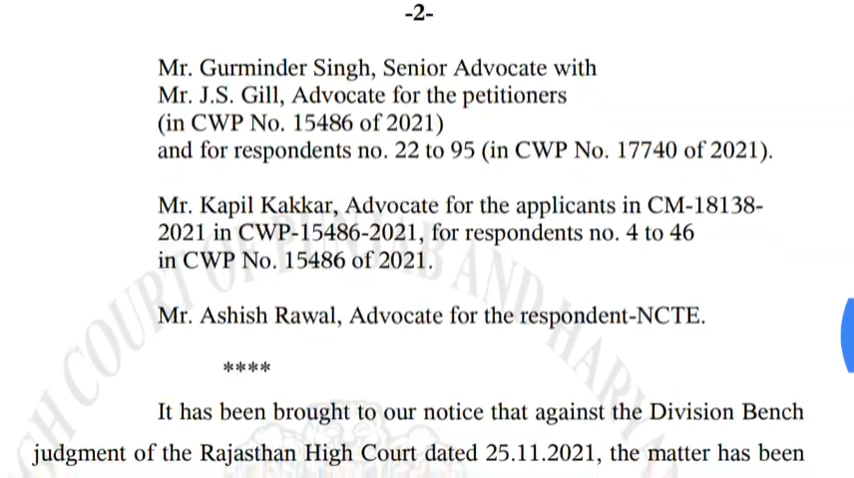 -2-
Mr. Gurminder Singh, Senior Advocate with
Mr. J.S. Gill, Advocate for the petitioners
(in CWP No. 15486 of 2021)
and for respondents no. 22 to 95 (in CWP No. 17740 of 2021).
Mr. Kapil Kakkar, Advocate for the applicants in CM-18138-
2021 in CWP-15486-2021, for respondents no. 4 to 46
in CWP No. 15486 of 2021.
Mr. Ashish Rawal, Advocate for the respondent-NCTE.
****
It has been brought to our notice that against the Division Bench
judgment of the Rajasthan High Court dated 25.11.2021, the matter has been